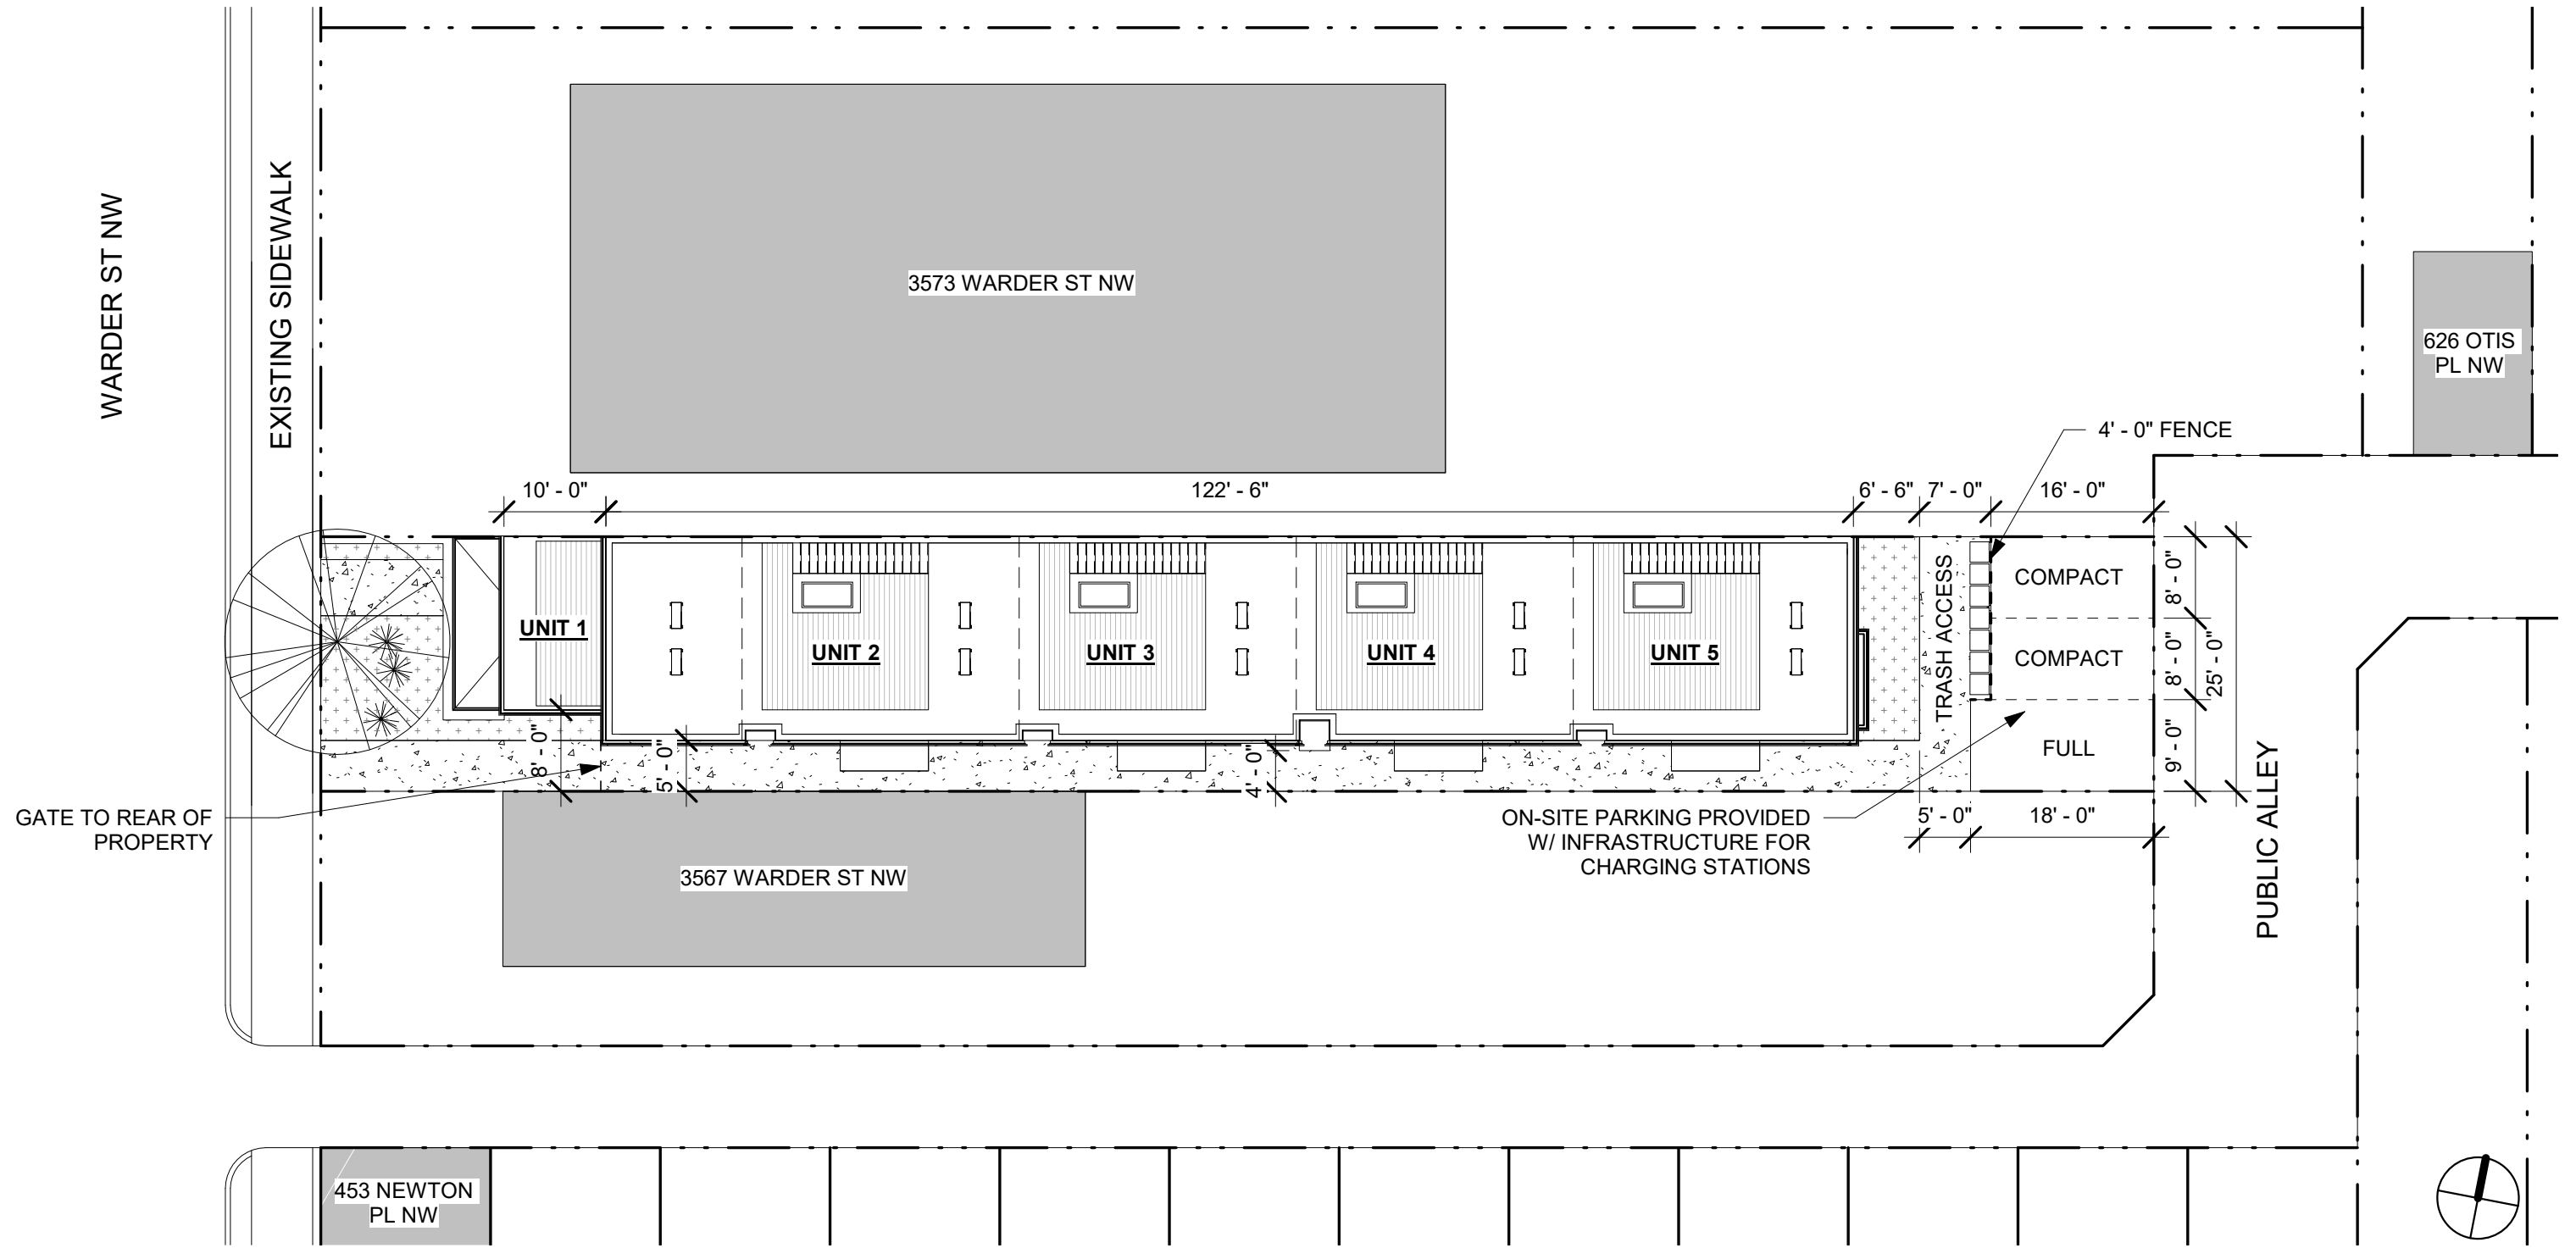 WARDER ST NW
EXISTING SIDEWALK
3573 WARDER ST NW
626 OTIS
PL NW
4' - 0" FENCE
10' - 0"
122' - 6"
6' - 6"
7' - 0"
16' - 0"
UNIT 1
UNIT 2
UNIT 3
UNIT 4
UNIT 5
TRASH ACCESS
COMPACT
COMPACT
FULL
8' - 0"
8' - 0"
9' - 0"
25' - 0"
8' - 0"
5' - 0"
4' - 0"
GATE TO REAR OF
PROPERTY
ON-SITE PARKING PROVIDED
W/ INFRASTRUCTURE FOR
CHARGING STATIONS
5' - 0"
18' - 0"
PUBLIC ALLEY
3567 WARDER ST NW
453 NEWTON
PL NW